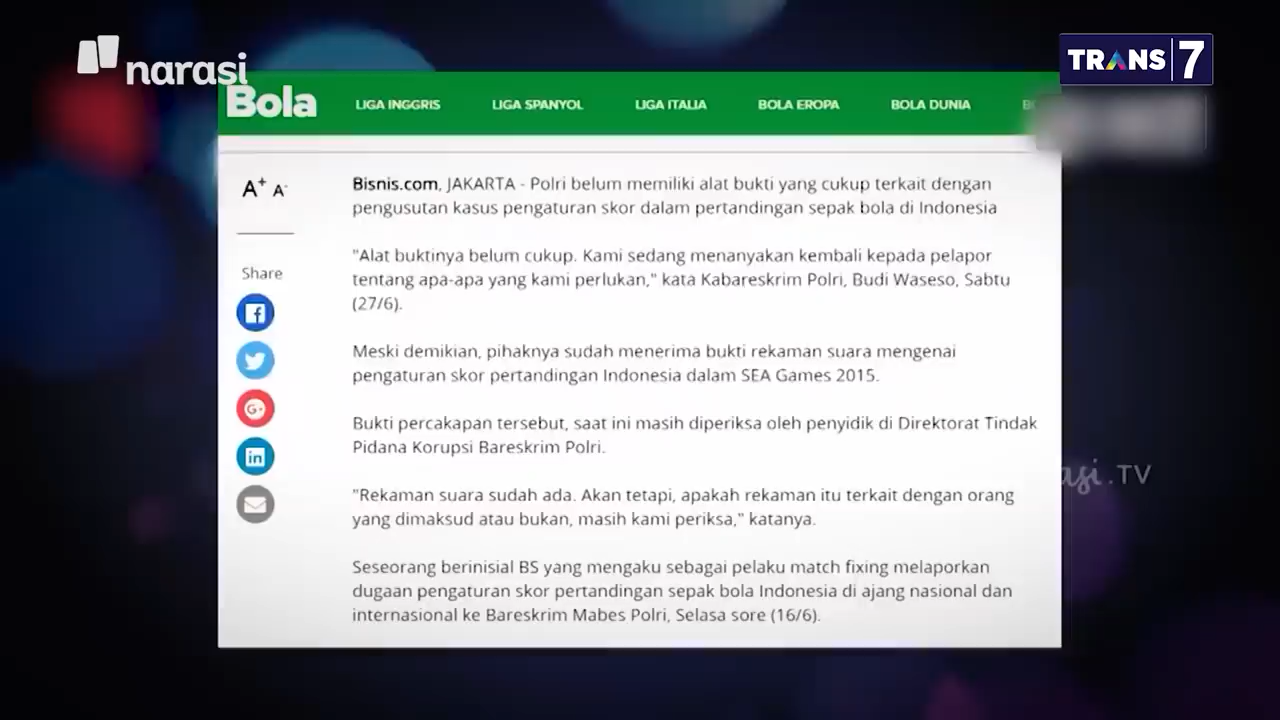 narasi
TRANS 7
Bola
LIGA INGGRIS LIGA SPANYOL LIGA ITALIA BOLA EROPA BOLA DUNIA
A+ A-
Bisnis.com, JAKARTA - Polri belum memiliki alat bukti yang cukup terkait dengan
pengusutan kasus pengaturan skor dalam pertandingan sepak bola di Indonesia
"Alat buktinya belum cukup. Kami sedang menanyakan kembali kepada pelapor
tentang apa-apa yang kami perlukan," kata Kabareskrim Polri, Budi Waseso, Sabtu
(27/6).
Share
Meski demikian, pihaknya sudah menerima bukti rekaman suara mengenai
pengaturan skor pertandingan Indonesia dalam SEA Games 2015.
Bukti percakapan tersebut, saat ini masih diperiksa oleh penyidik di Direktorat Tindak
Pidana Korupsi Bareskrim Polri.
"Rekaman suara sudah ada. Akan tetapi, apakah rekaman itu terkait dengan orang
yang dimaksud atau bukan, masih kami periksa," katanya.
Seseorang berinisial BS yang mengaku sebagai pelaku match fixing melaporkan
dugaan pengaturan skor pertandingan sepak bola Indonesia di ajang nasional dan
internasional ke Bareskrim Mabes Polri, Selasa sore (16/6).
.TV